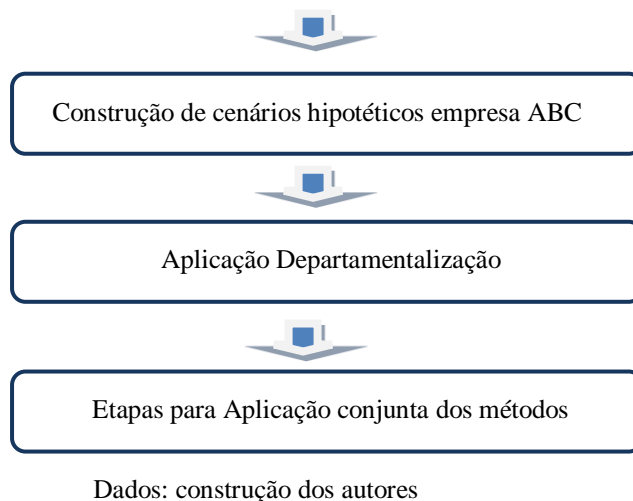 Construção de cenários hipotéticos empresa ABC
Aplicação Departamentalização
Etapas para Aplicação conjunta dos métodos
Dados: construção dos autores